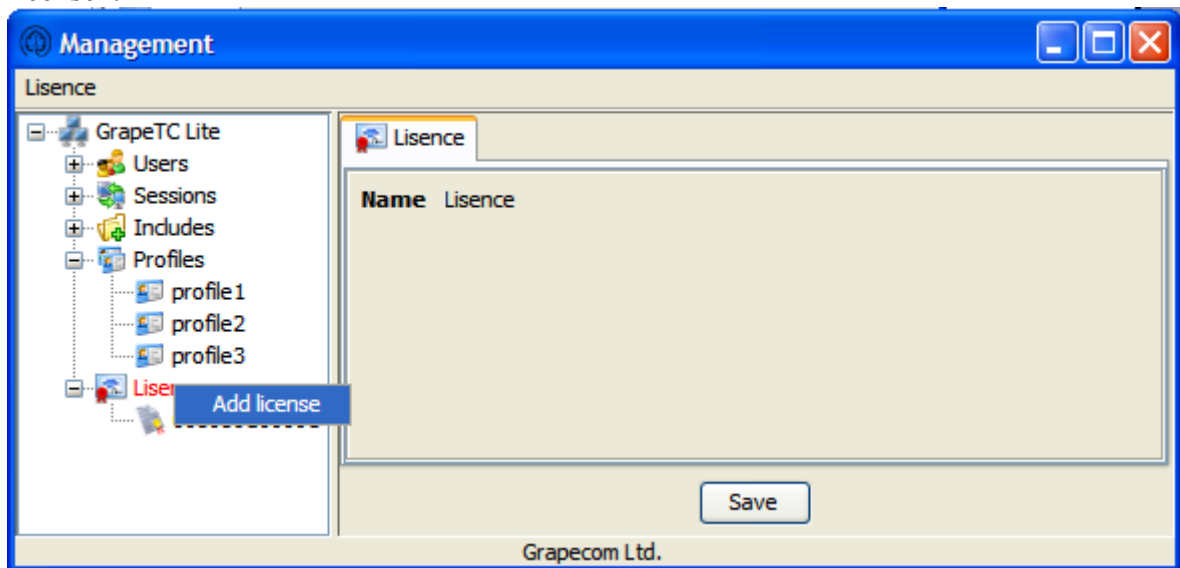 Management
Lisence
GrapeTC Lite
Users
Sessions
Includes
Profiles
profile1
profile2
profile3
Add license
Lisence
Name Lisence
Save
Grapecom Ltd.